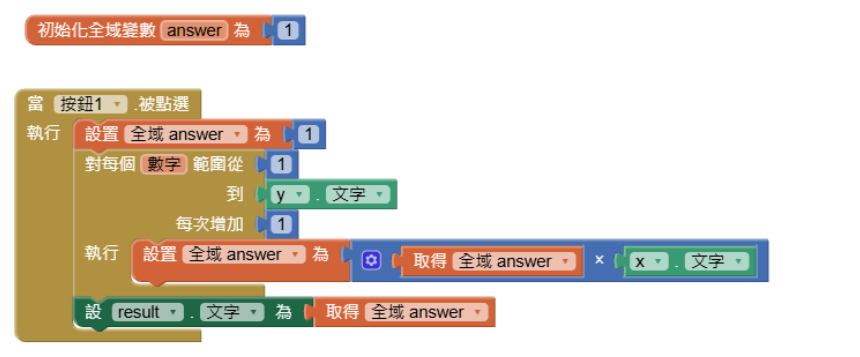 初始化全域變數 answer 為 1
當 按鈕1 .被點選
執行 設置 全域 answer 為 1
對每個 數字 範圍從 1
到 y . 文字
每次增加 1
執行 設置 全域 answer 為 取得 全域 answer × x . 文字
設 result . 文字 為 取得 全域 answer